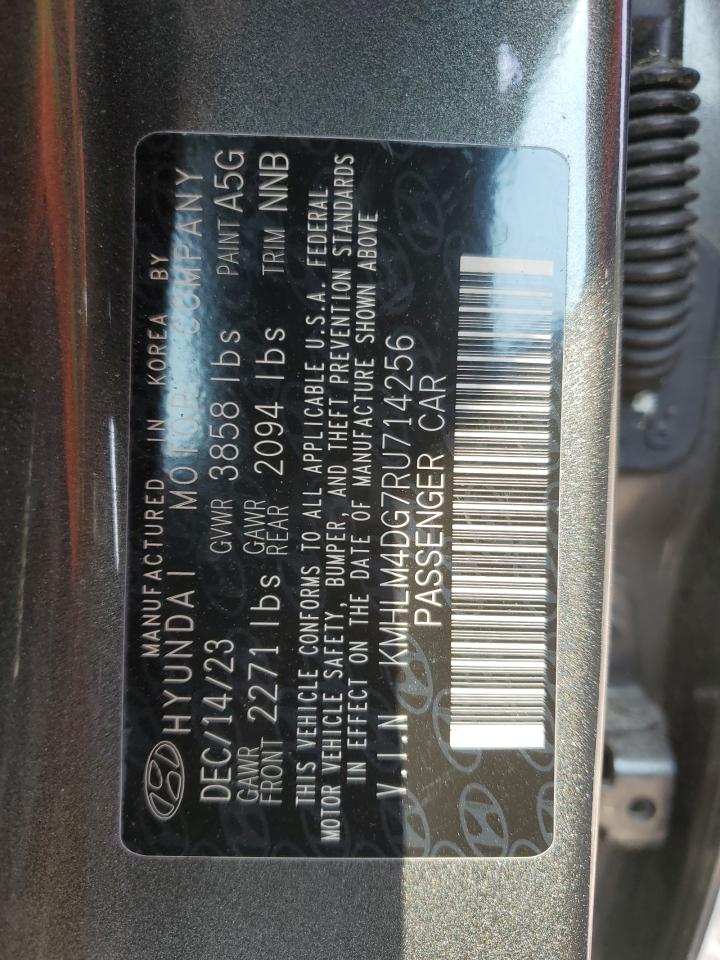 MANUFACTURED IN KOREA BY
HYUNDAI MOTOR COMPANY
DEC/14/23 GVWR 3858 lbs PAINT A5G
GAWR FRONT 2271 lbs GAWR REAR 2094 lbs TRIM NNB
THIS VEHICLE CONFORMS TO ALL APPLICABLE U.S.A. FEDERAL
MOTOR VEHICLE SAFETY, BUMPER, AND THEFT PREVENTION STANDARDS
IN EFFECT ON THE DATE OF MANUFACTURE SHOWN ABOVE
V.I.N KMHLM4DG7RU714256
PASSENGER CAR